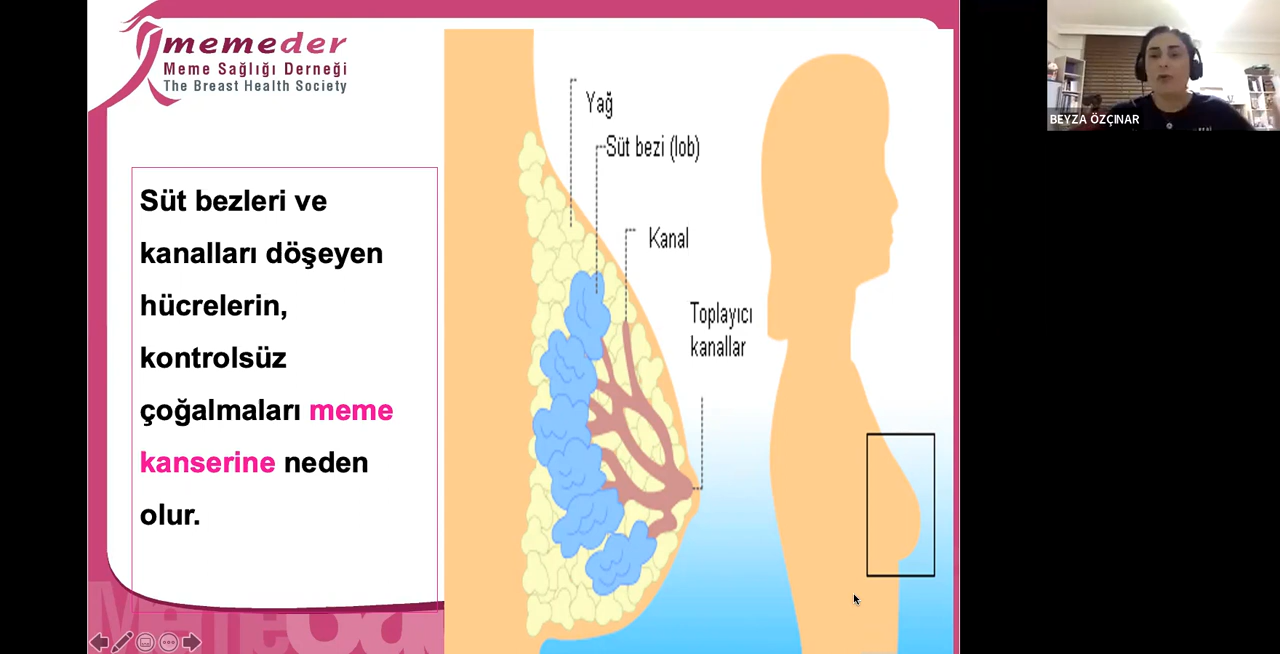 memeder
Meme Sağlığı Derneği
The Breast Health Society
Süt bezleri ve
kanalları döşeyen
hücrelerin,
kontrolsüz
çoğalmaları meme
kanserine neden
olur.
Yağ
Süt bezi (lob)
Kanal
Toplayıcı
kanallar
BEYZA ÖZÇINAR